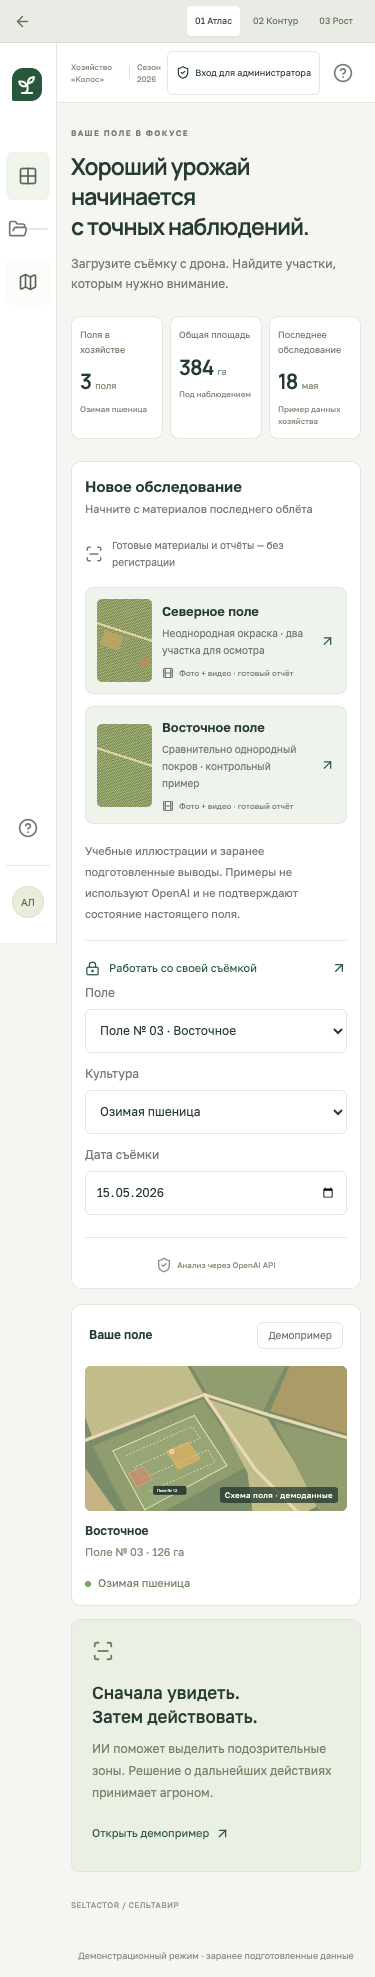 01 Атлас
02 Контур
03 Рост
Хозяйство
«Колос»
Сезон
2026
Вход для администратора
ВАШЕ ПОЛЕ В ФОКУСЕ
Хороший урожай
начинается
с точных наблюдений.
Загрузите съёмку с дрона. Найдите участки,
которым нужно внимание.
Поля в
хозяйстве
3 поля
Озимая пшеница
Общая площадь
384 га
Под наблюдением
Последнее
обследование
18 мая
Пример данных
хозяйства
Новое обследование
Начните с материалов последнего облёта
Готовые материалы и отчёты — без
регистрации
Северное поле
Неоднородная окраска · два
участка для осмотра
Фото + видео · готовый отчёт
Восточное поле
Сравнительно однородный
покров · контрольный
пример
Фото + видео · готовый отчёт
Учебные иллюстрации и заранее
подготовленные выводы. Примеры не
используют OpenAI и не подтверждают
состояние настоящего поля.
АЛ
Работать со своей съёмкой
Поле
Поле № 03 · Восточное
Культура
Озимая пшеница
Дата съёмки
15.05.2026
Анализ через OpenAI API
Ваше поле
Демопример
Поле № 12
Схема поля · демоданные
Восточное
Поле № 03 · 126 га
Озимая пшеница
Сначала увидеть.
Затем действовать.
ИИ поможет выделить подозрительные
зоны. Решение о дальнейших действиях
принимает агроном.
Открыть демопример
SELTACTOR / СЕЛЬТАВИР
Демонстрационный режим · заранее подготовленные данные